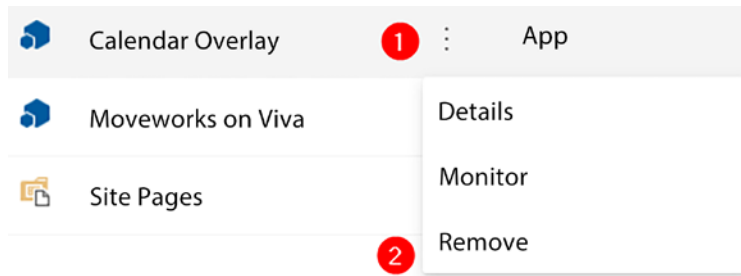 Calendar Overlay 1 ⋮ App
Moveworks on Viva
Details
Monitor
Site Pages
2 Remove